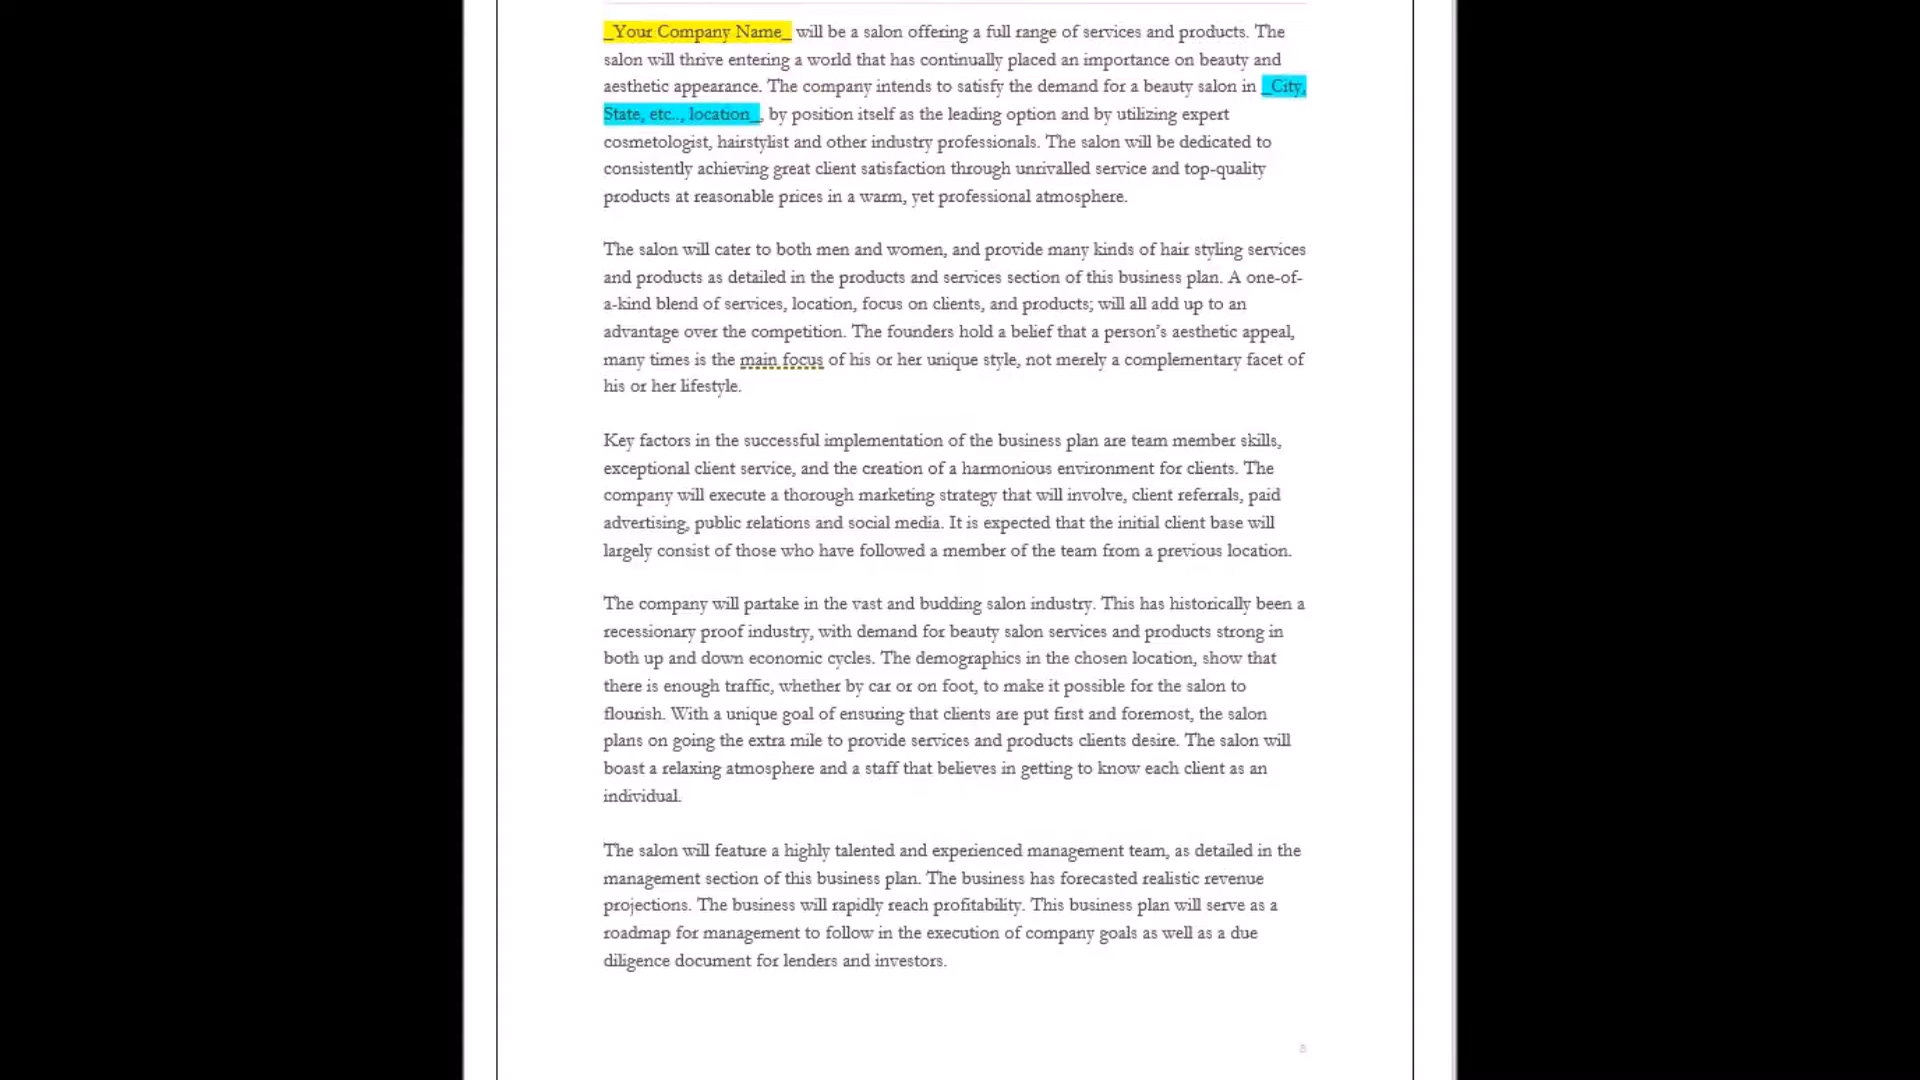 _Your Company Name_ will be a salon offering a full range of services and products. The
salon will thrive entering a world that has continually placed an importance on beauty and
aesthetic appearance. The company intends to satisfy the demand for a beauty salon in _City,
State, etc.., location_, by position itself as the leading option and by utilizing expert
cosmetologist, hairstylist and other industry professionals. The salon will be dedicated to
consistently achieving great client satisfaction through unrivalled service and top-quality
products at reasonable prices in a warm, yet professional atmosphere.
The salon will cater to both men and women, and provide many kinds of hair styling services
and products as detailed in the products and services section of this business plan. A one-of-
a-kind blend of services, location, focus on clients, and products; will all add up to an
advantage over the competition. The founders hold a belief that a person's aesthetic appeal,
many times is the main focus of his or her unique style, not merely a complementary facet of
his or her lifestyle.
Key factors in the successful implementation of the business plan are team member skills,
exceptional client service, and the creation of a harmonious environment for clients. The
company will execute a thorough marketing strategy that will involve, client referrals, paid
advertising, public relations and social media. It is expected that the initial client base will
largely consist of those who have followed a member of the team from a previous location.
The company will partake in the vast and budding salon industry. This has historically been a
recessionary proof industry, with demand for beauty salon services and products strong in
both up and down economic cycles. The demographics in the chosen location, show that
there is enough traffic, whether by car or on foot, to make it possible for the salon to
flourish. With a unique goal of ensuring that clients are put first and foremost, the salon
plans on going the extra mile to provide services and products clients desire. The salon will
boast a relaxing atmosphere and a staff that believes in getting to know each client as an
individual.
The salon will feature a highly talented and experienced management team, as detailed in the
management section of this business plan. The business has forecasted realistic revenue
projections. The business will rapidly reach profitability. This business plan will serve as a
roadmap for management to follow in the execution of company goals as well as a due
diligence document for lenders and investors.